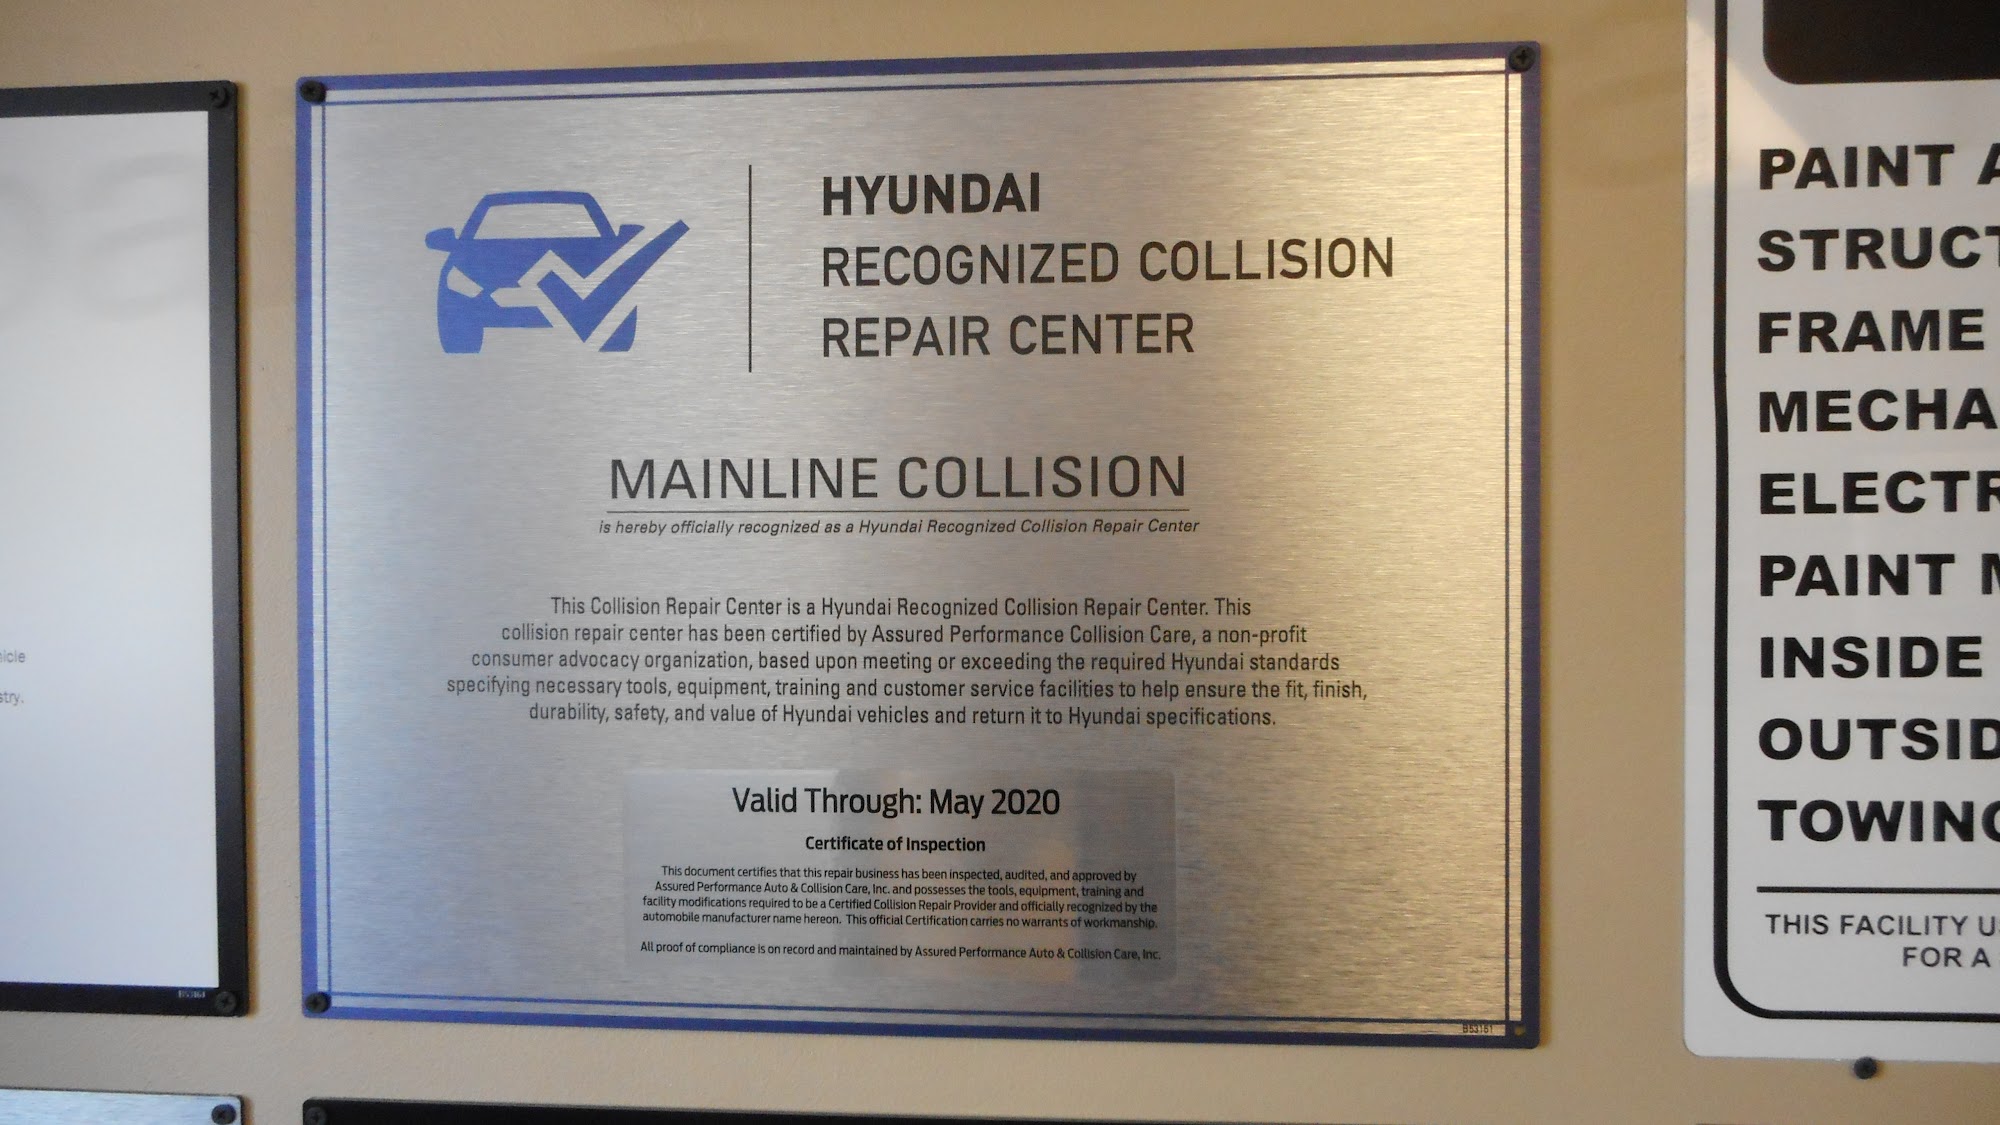 HYUNDAI
RECOGNIZED COLLISION
REPAIR CENTER
MAINLINE COLLISION
is hereby officially recognized as a Hyundai Recognized Collision Repair Center
This Collision Repair Center is a Hyundai Recognized Collision Repair Center. This
collision repair center has been certified by Assured Performance Collision Care, a non-profit
consumer advocacy organization, based upon meeting or exceeding the required Hyundai standards
specifying necessary tools, equipment, training and customer service facilities to help ensure the fit, finish,
durability, safety, and value of Hyundai vehicles and return it to Hyundai specifications.
Valid Through: May 2020
Certificate of Inspection
This document certifies that this repair business has been inspected, audited, and approved by
Assured Performance Auto & Collision Care, Inc. and possesses the tools, equipment, training and
facility modifications required to be a Certified Collision Repair Provider and officially recognized by the
automobile manufacturer name hereon. This official Certification carries no warrants of workmanship.
All proof of compliance is on record and maintained by Assured Performance Auto & Collision Care, Inc.
B53151
PAINT A
STRUCT
FRAME
MECHA
ELECTR
PAINT M
INSIDE
OUTSID
TOWING
THIS FACILITY U
FOR A